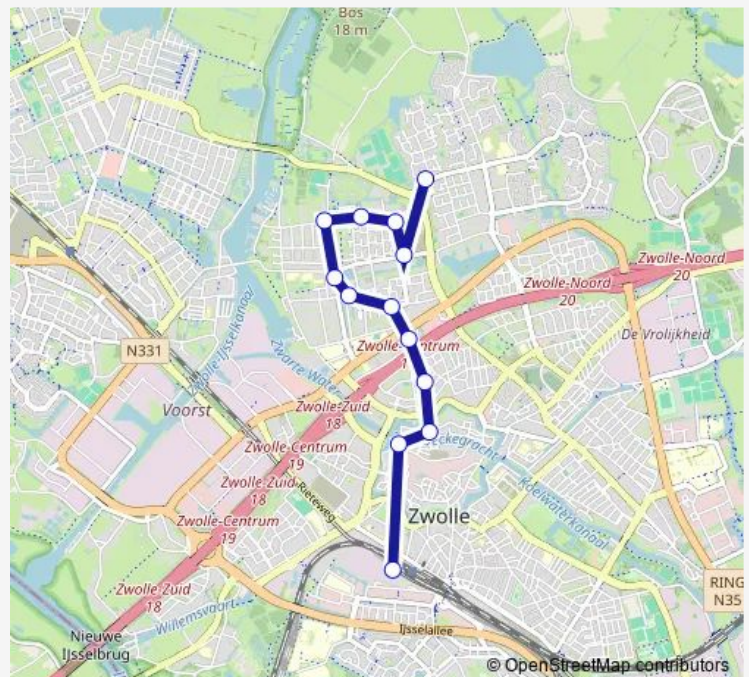 Bos
18 m
Zwolle-Noord
20
Zwolle-Noord
20
De Vrolijkheid
N331
Zwarte Water
Voorst
Zwolle-Zuid
18
Zwolle-Centrum
19
Zwolle-Zuid
18
Rieteweg
Zwolle
Koelwaterkanaal
Zwolle-Centrum
19
Zwolle-Zuid
18
Willemsvaart
RING
N35
Nieuwe
IJsselbrug
IJsselallee
© OpenStreetMap contributors